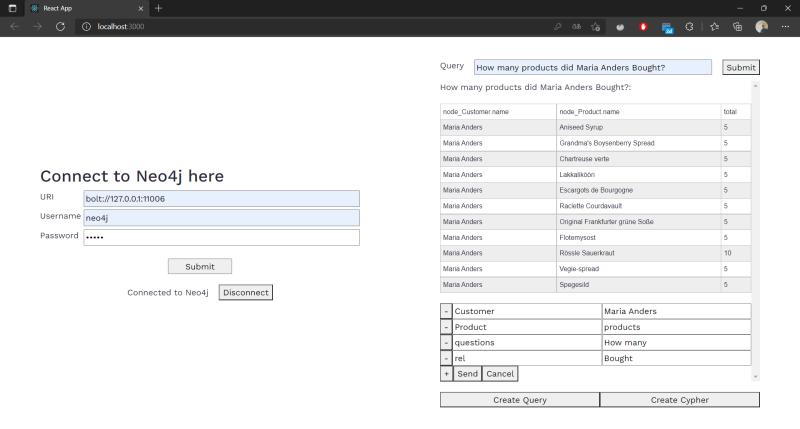 React App
localhost:3000
Connect to Neo4j here
URI bolt://127.0.0.1:11006
Username neo4j
Password •••••
Submit
Connected to Neo4j Disconnect
Query How many products did Maria Anders Bought? Submit
How many products did Maria Anders Bought?:
node_Customer.name node_Product.name total
Maria Anders Aniseed Syrup 5
Maria Anders Grandma's Boysenberry Spread 5
Maria Anders Chartreuse verte 5
Maria Anders Lakkalikööri 5
Maria Anders Escargots de Bourgogne 5
Maria Anders Raclette Courdavault 5
Maria Anders Original Frankfurter grüne Soße 5
Maria Anders Flotemysost 5
Maria Anders Rössle Sauerkraut 10
Maria Anders Vegie-spread 5
Maria Anders Spegesild 5
- Customer Maria Anders
- Product products
- questions How many
- rel Bought
+ Send Cancel
Create Query Create Cypher